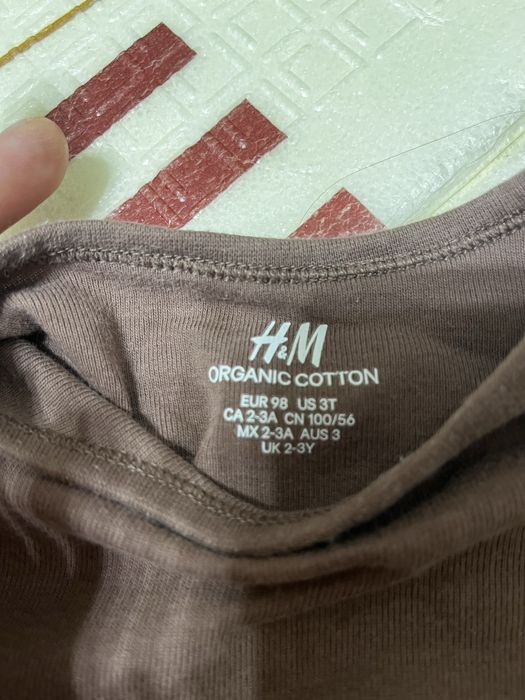 H&M
ORGANIC COTTON
EUR 98 US 3T
CA 2-3A CN 100/56
MX 2-3A AUS 3
UK 2-3Y